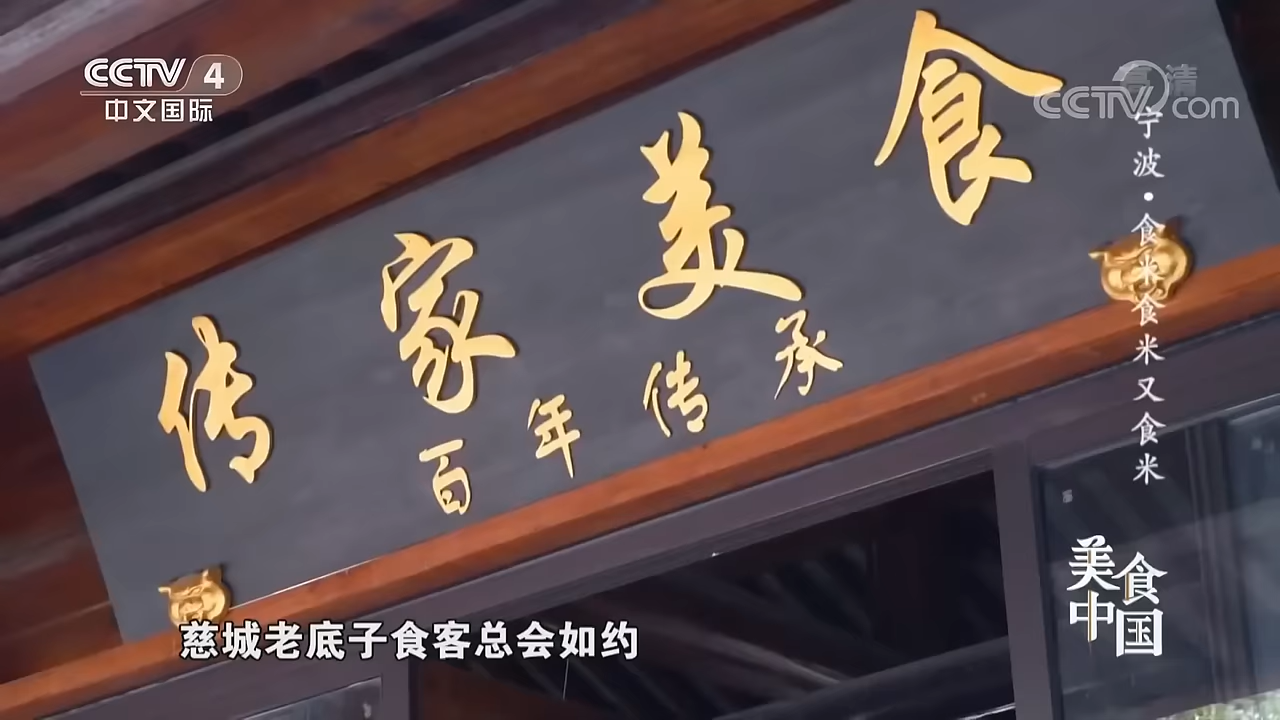 CCTV 4
中文国际
高清
CCTV.com
宁波·食米食米又食米
传家美食
百年传承
慈城老底子食客总会如约
美食中国